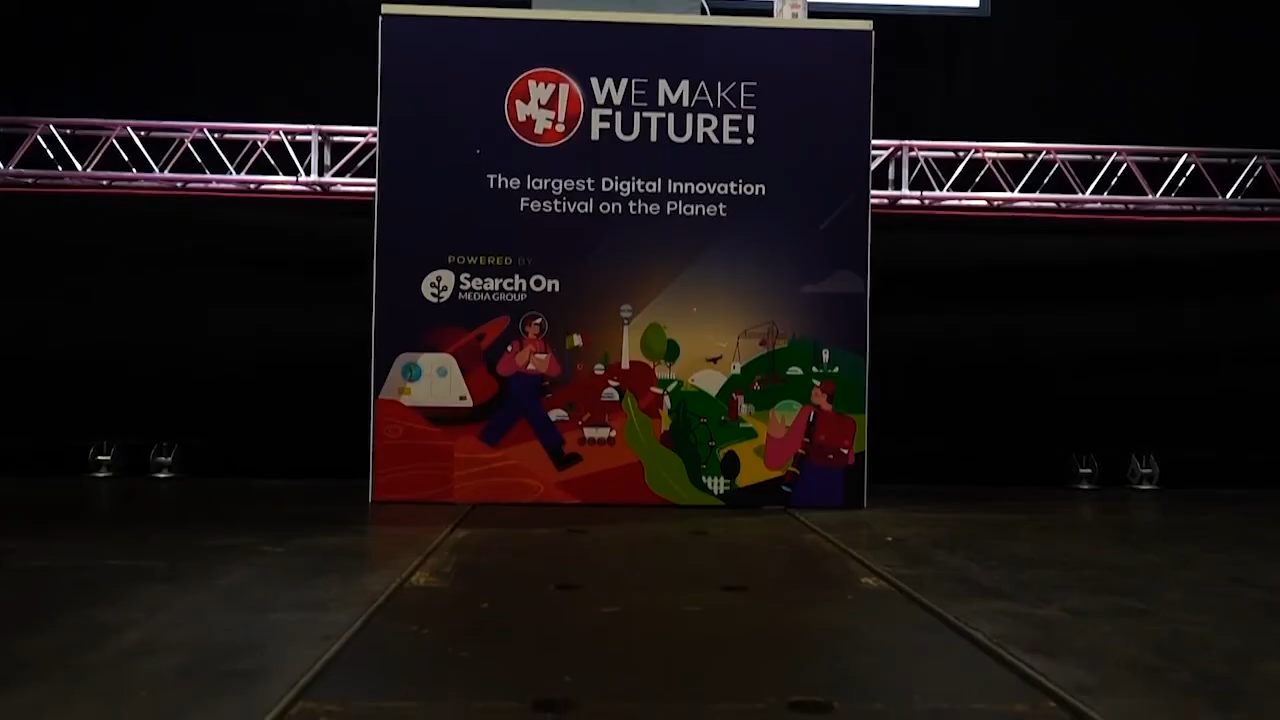 WMF!
WE MAKE
FUTURE!
The largest Digital Innovation
Festival on the Planet
POWERED BY
Search On
MEDIA GROUP